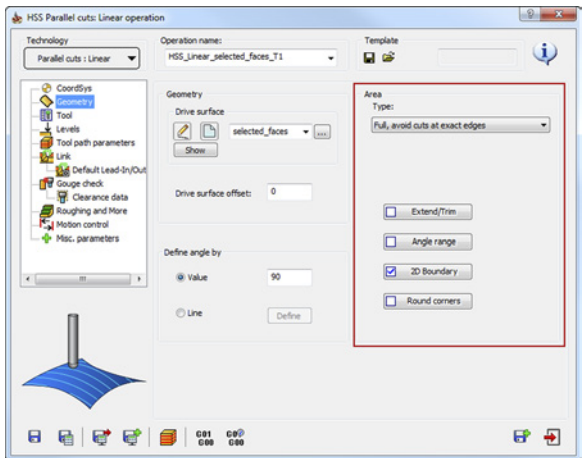 HSS Parallel cuts: Linear operation
Technology
Parallel cuts : Linear
Operation name:
HSS_Linear_selected_faces_T1
Template
CoordSys
Geometry
Tool
Levels
Tool path parameters
Link
Default Lead-In/Out
Gouge check
Clearance data
Roughing and More
Motion control
Misc. parameters
Geometry
Drive surface
selected_faces
...
Show
Drive surface offset:
0
Define angle by
Value
90
Line
Define
Area
Type:
Full, avoid cuts at exact edges
Extend/Trim
Angle range
2D Boundary
Round corners
G01
G00
G00